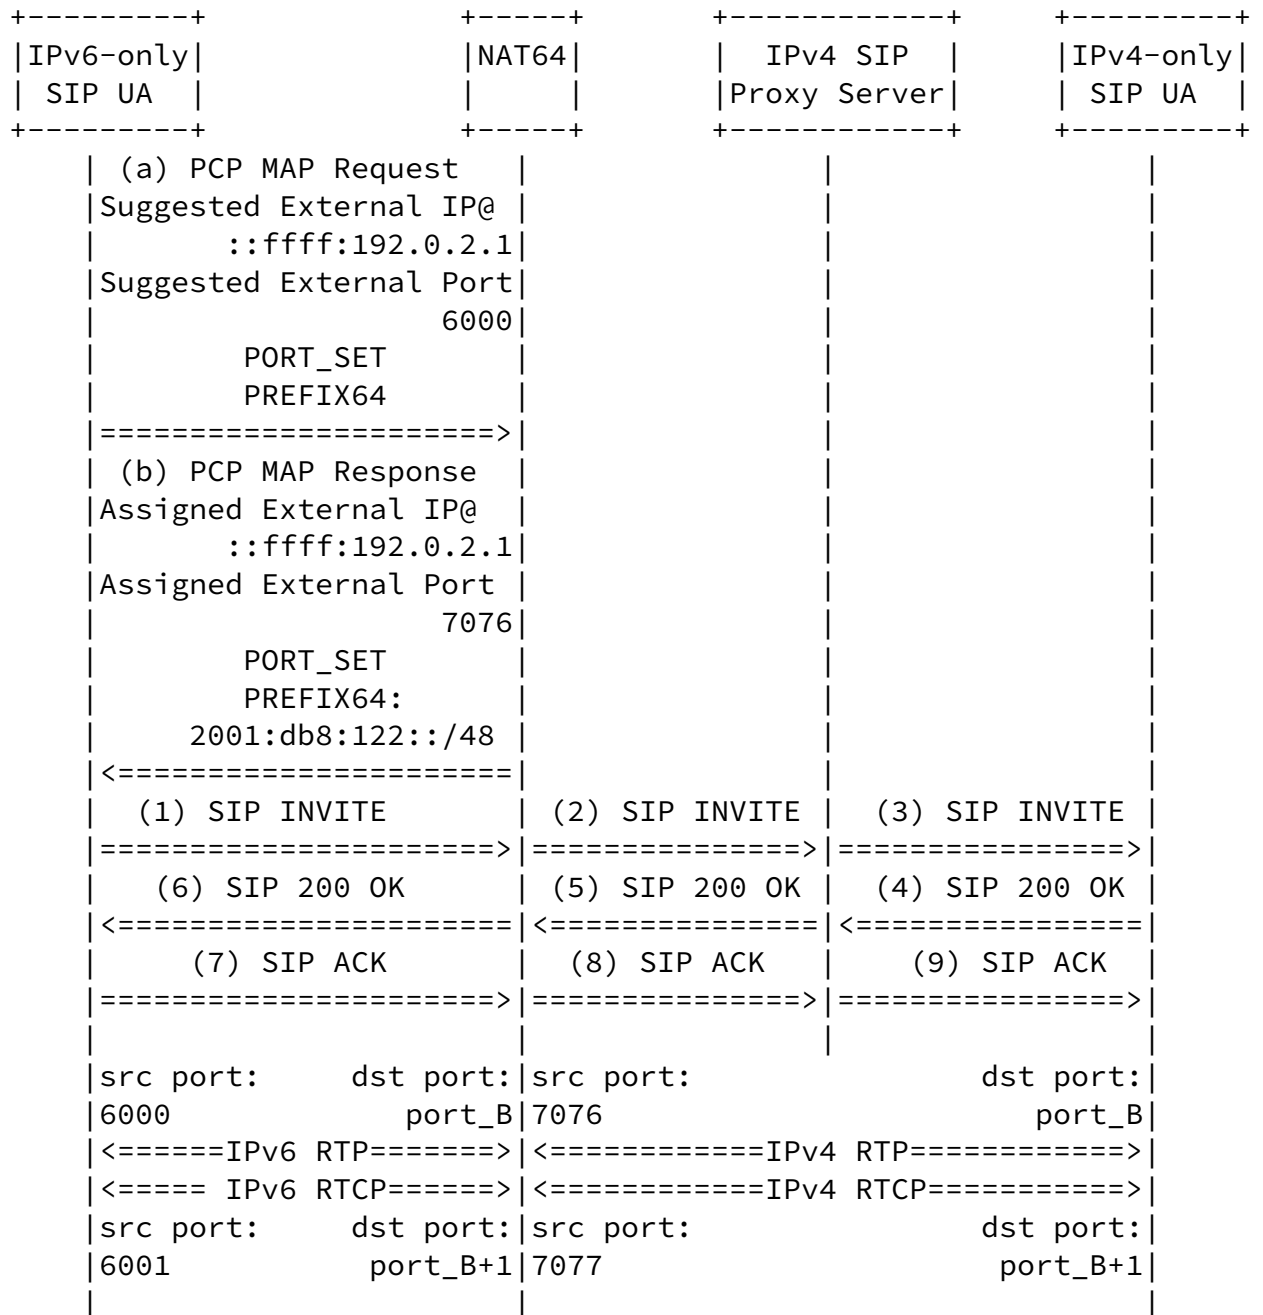 +---------+              +-----+       +------------+     +---------+
|IPv6-only|              |NAT64|       |  IPv4 SIP  |     |IPv4-only|
| SIP UA  |              |     |       |Proxy Server|     | SIP UA  |
+---------+              +-----+       +------------+     +---------+
    | (a) PCP MAP Request   |                |                 |
    |Suggested External IP@ |                |                 |
    |       ::ffff:192.0.2.1|                |                 |
    |Suggested External Port|                |                 |
    |                   6000|                |                 |
    |        PORT_SET       |                |                 |
    |        PREFIX64       |                |                 |
    |======================>|                |                 |
    | (b) PCP MAP Response  |                |                 |
    |Assigned External IP@  |                |                 |
    |       ::ffff:192.0.2.1|                |                 |
    |Assigned External Port |                |                 |
    |                   7076|                |                 |
    |        PORT_SET       |                |                 |
    |        PREFIX64:      |                |                 |
    |     2001:db8:122::/48 |                |                 |
    |<======================|                |                 |
    |  (1) SIP INVITE       | (2) SIP INVITE |  (3) SIP INVITE |
    |======================>|===============>|================>|
    |   (6) SIP 200 OK      | (5) SIP 200 OK |  (4) SIP 200 OK |
    |<======================|<===============|<================|
    |     (7) SIP ACK       |  (8) SIP ACK   |    (9) SIP ACK  |
    |======================>|===============>|================>|
    |                       |                |                 |
    |src port:     dst port:|src port:                dst port:|
    |6000             port_B|7076                        port_B|
    |<======IPv6 RTP=======>|<============IPv4 RTP============>|
    |<===== IPv6 RTCP======>|<============IPv4 RTCP===========>|
    |src port:     dst port:|src port:                dst port:|
    |6001           port_B+1|7077                      port_B+1|
    |                       |                                  |